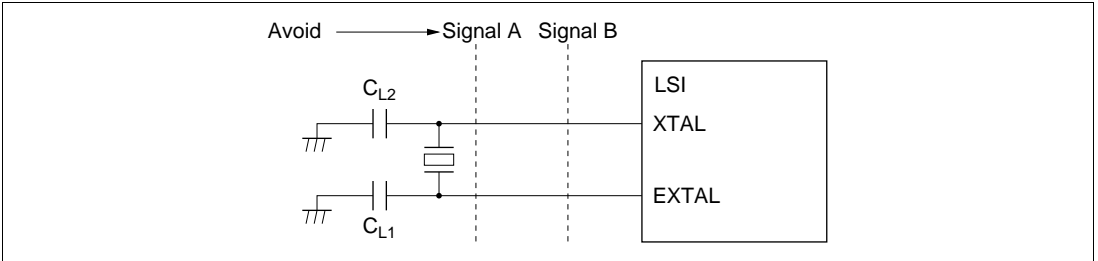 Avoid Signal A Signal B
LSI
CL2
XTAL
EXTAL
CL1